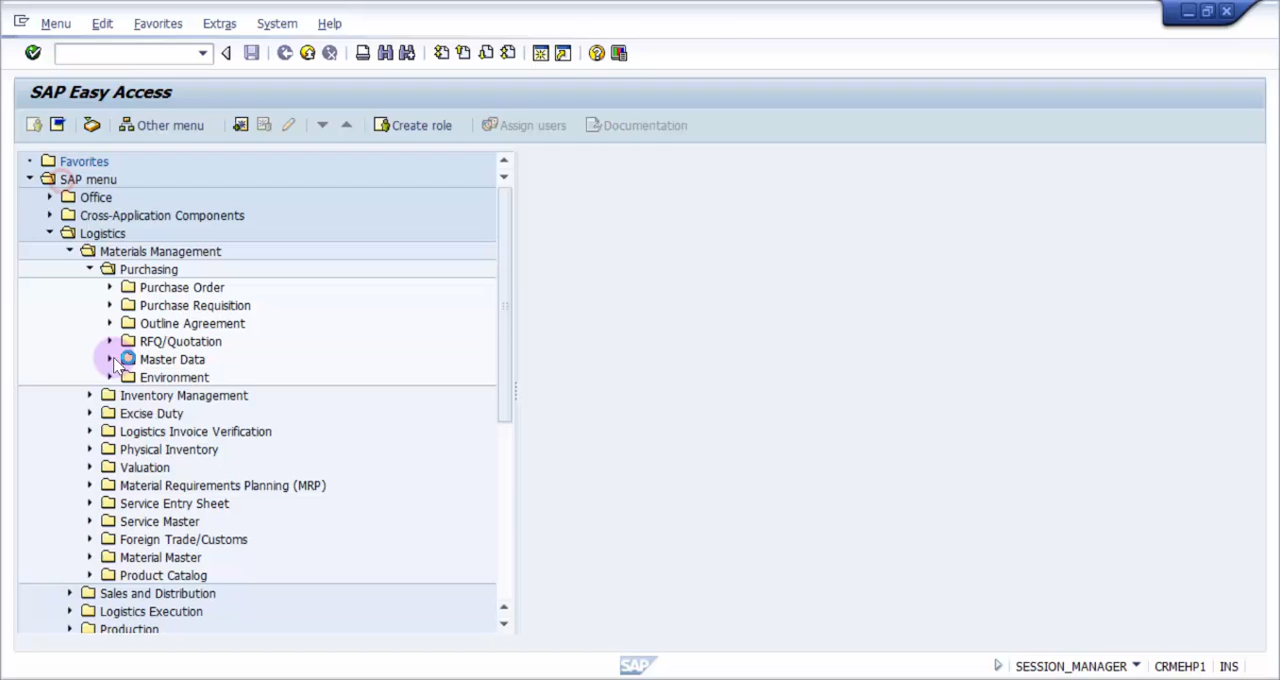 Menu Edit Favorites Extras System Help
SAP Easy Access
Other menu Create role Assign users Documentation
Favorites
SAP menu
Office
Cross-Application Components
Logistics
Materials Management
Purchasing
Purchase Order
Purchase Requisition
Outline Agreement
RFQ/Quotation
Master Data
Environment
Inventory Management
Excise Duty
Logistics Invoice Verification
Physical Inventory
Valuation
Material Requirements Planning (MRP)
Service Entry Sheet
Service Master
Foreign Trade/Customs
Material Master
Product Catalog
Sales and Distribution
Logistics Execution
Production
SAP SESSION_MANAGER CRMEHP1 INS